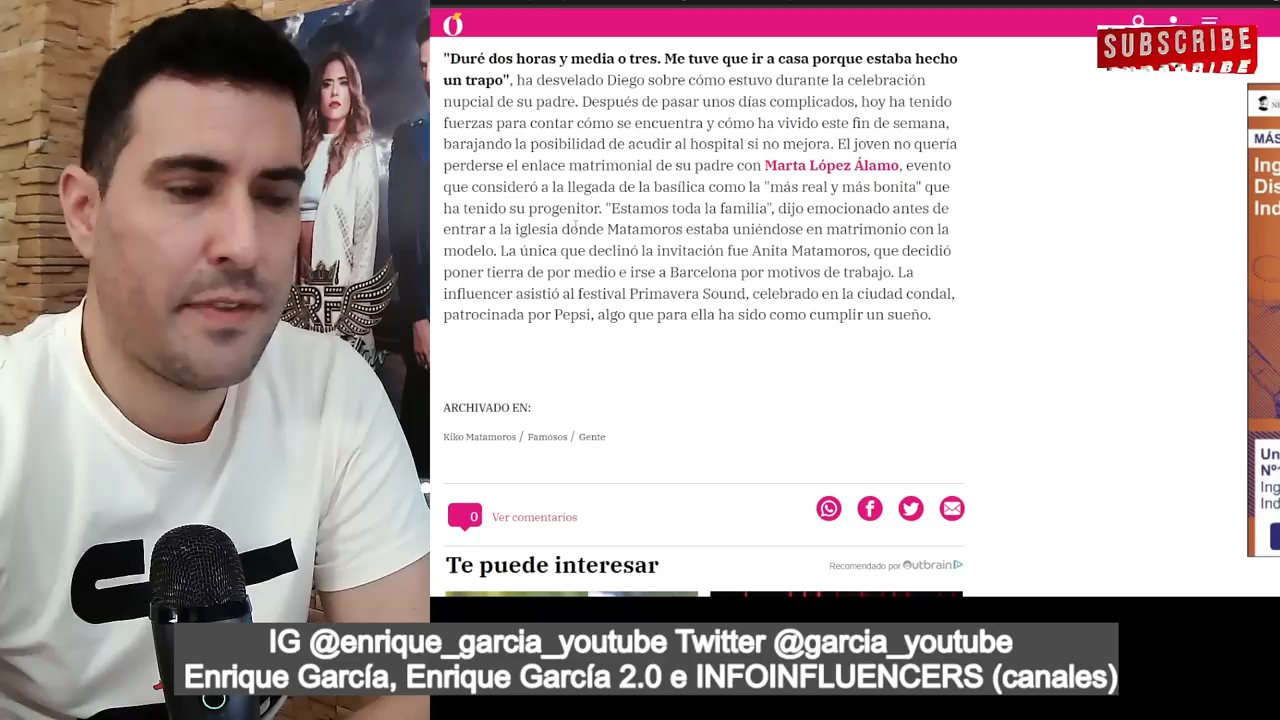 SUBSCRIBE
"Duré dos horas y media o tres. Me tuve que ir a casa porque estaba hecho
un trapo", ha desvelado Diego sobre cómo estuvo durante la celebración
nupcial de su padre. Después de pasar unos días complicados, hoy ha tenido
fuerzas para contar cómo se encuentra y cómo ha vivido este fin de semana,
barajando la posibilidad de acudir al hospital si no mejora. El joven no quería
perderse el enlace matrimonial de su padre con Marta López Álamo, evento
que consideró a la llegada de la basílica como la "más real y más bonita" que
ha tenido su progenitor. "Estamos toda la familia", dijo emocionado antes de
entrar a la iglesia donde Matamoros estaba uniéndose en matrimonio con la
modelo. La única que declinó la invitación fue Anita Matamoros, que decidió
poner tierra de por medio e irse a Barcelona por motivos de trabajo. La
influencer asistió al festival Primavera Sound, celebrado en la ciudad condal,
patrocinada por Pepsi, algo que para ella ha sido como cumplir un sueño.
ARCHIVADO EN:
Kiko Matamoros / Famosos / Gente
0 Ver comentarios
Te puede interesar
Recomendado por Outbrain
MÁS
Ing
Dis
Ind
Un
Nº
Ing
Ind
RF
IG @enrique_garcia_youtube Twitter @garcia_youtube
Enrique García, Enrique García 2.0 e INFOINFLUENCERS (canales)